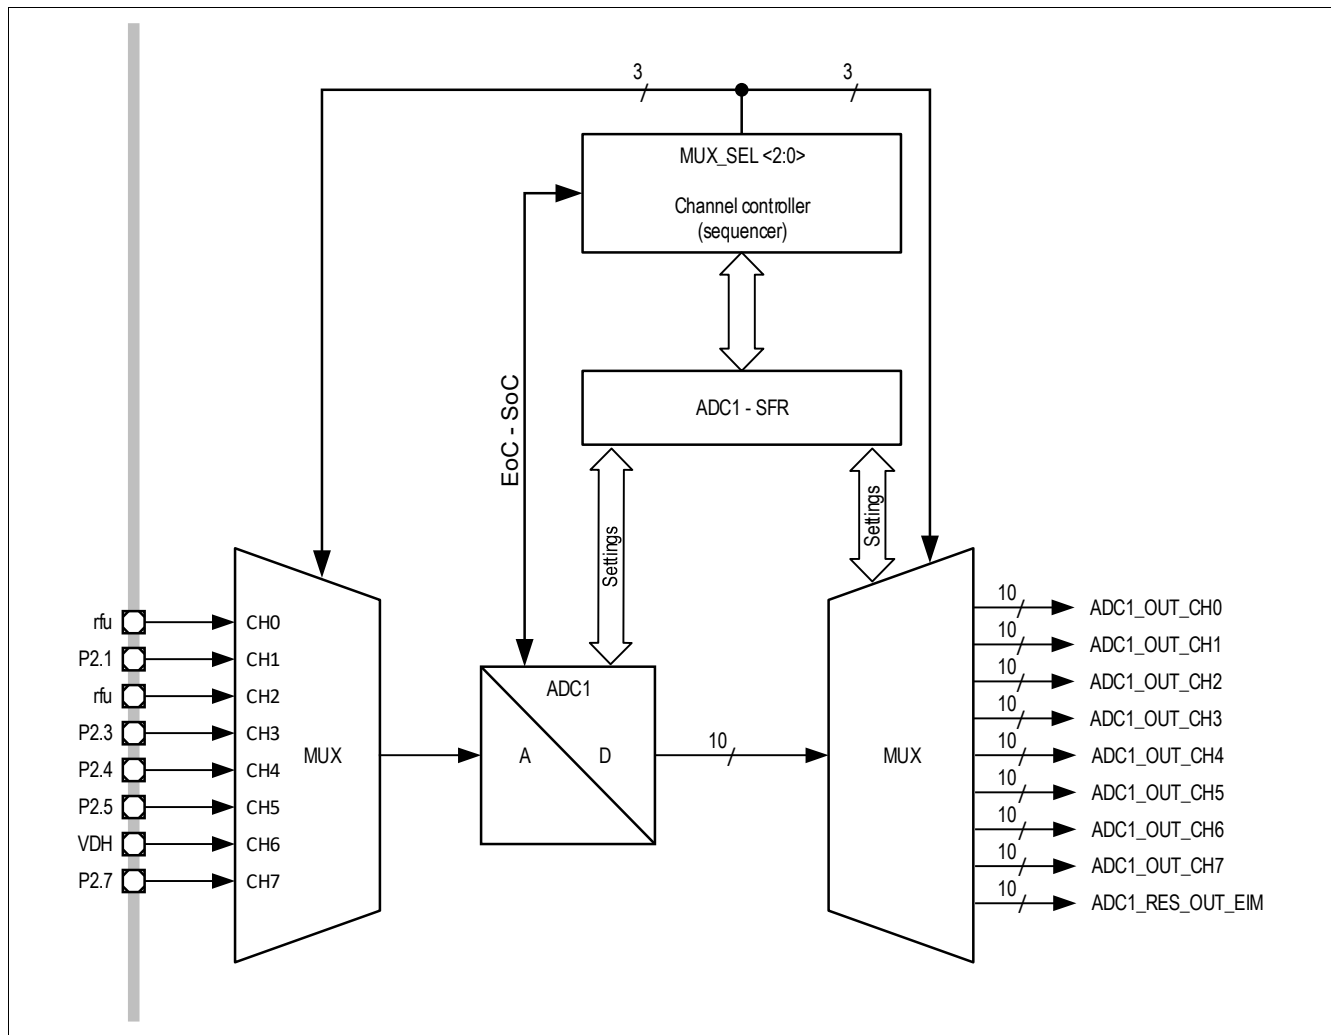 3
3
MUX_SEL <2:0>
Channel controller
(sequencer)
EoC - SoC
ADC1 - SFR
Settings
Settings
rfu
P2.1
rfu
P2.3
P2.4
P2.5
VDH
P2.7
CH0
CH1
CH2
CH3
CH4
CH5
CH6
CH7
MUX
ADC1
A
D
10
MUX
10
ADC1_OUT_CH0
10
ADC1_OUT_CH1
10
ADC1_OUT_CH2
10
ADC1_OUT_CH3
10
ADC1_OUT_CH4
10
ADC1_OUT_CH5
10
ADC1_OUT_CH6
10
ADC1_OUT_CH7
10
ADC1_RES_OUT_EIM